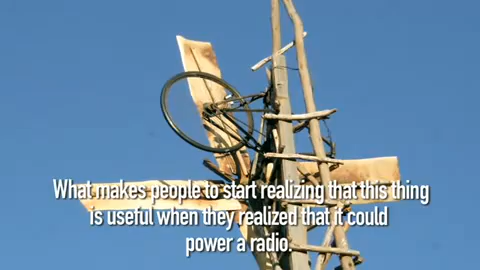 What makes people to start realizing that this thing
is useful when they realized that it could
power a radio.